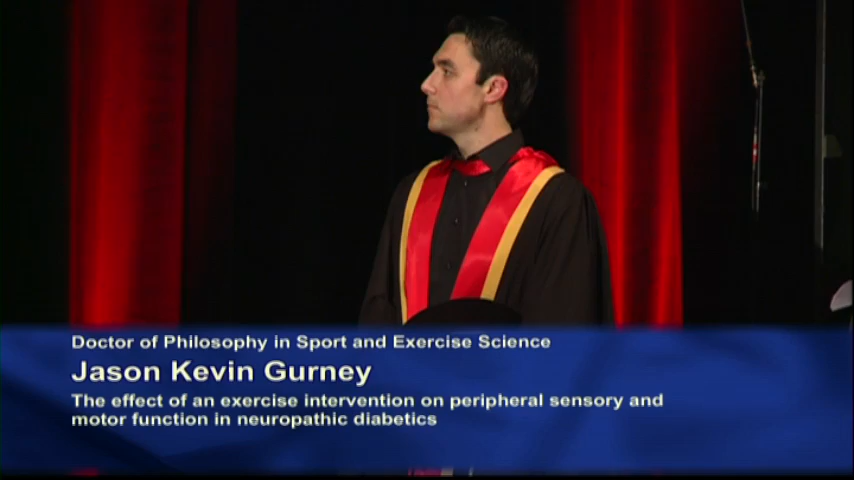 Doctor of Philosophy in Sport and Exercise Science
Jason Kevin Gurney
The effect of an exercise intervention on peripheral sensory and
motor function in neuropathic diabetics